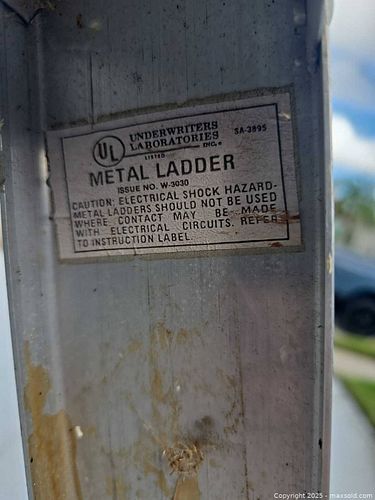 UL
UNDERWRITERS
LABORATORIES
INC.®
SA-3895
LISTED
METAL LADDER
ISSUE NO. W-3030
CAUTION: ELECTRICAL SHOCK HAZARD-
METAL LADDERS SHOULD NOT BE USED
WHERE CONTACT MAY BE MADE
WITH ELECTRICAL CIRCUITS. REFER
TO INSTRUCTION LABEL.
Copyright 2025 - maxsold.com